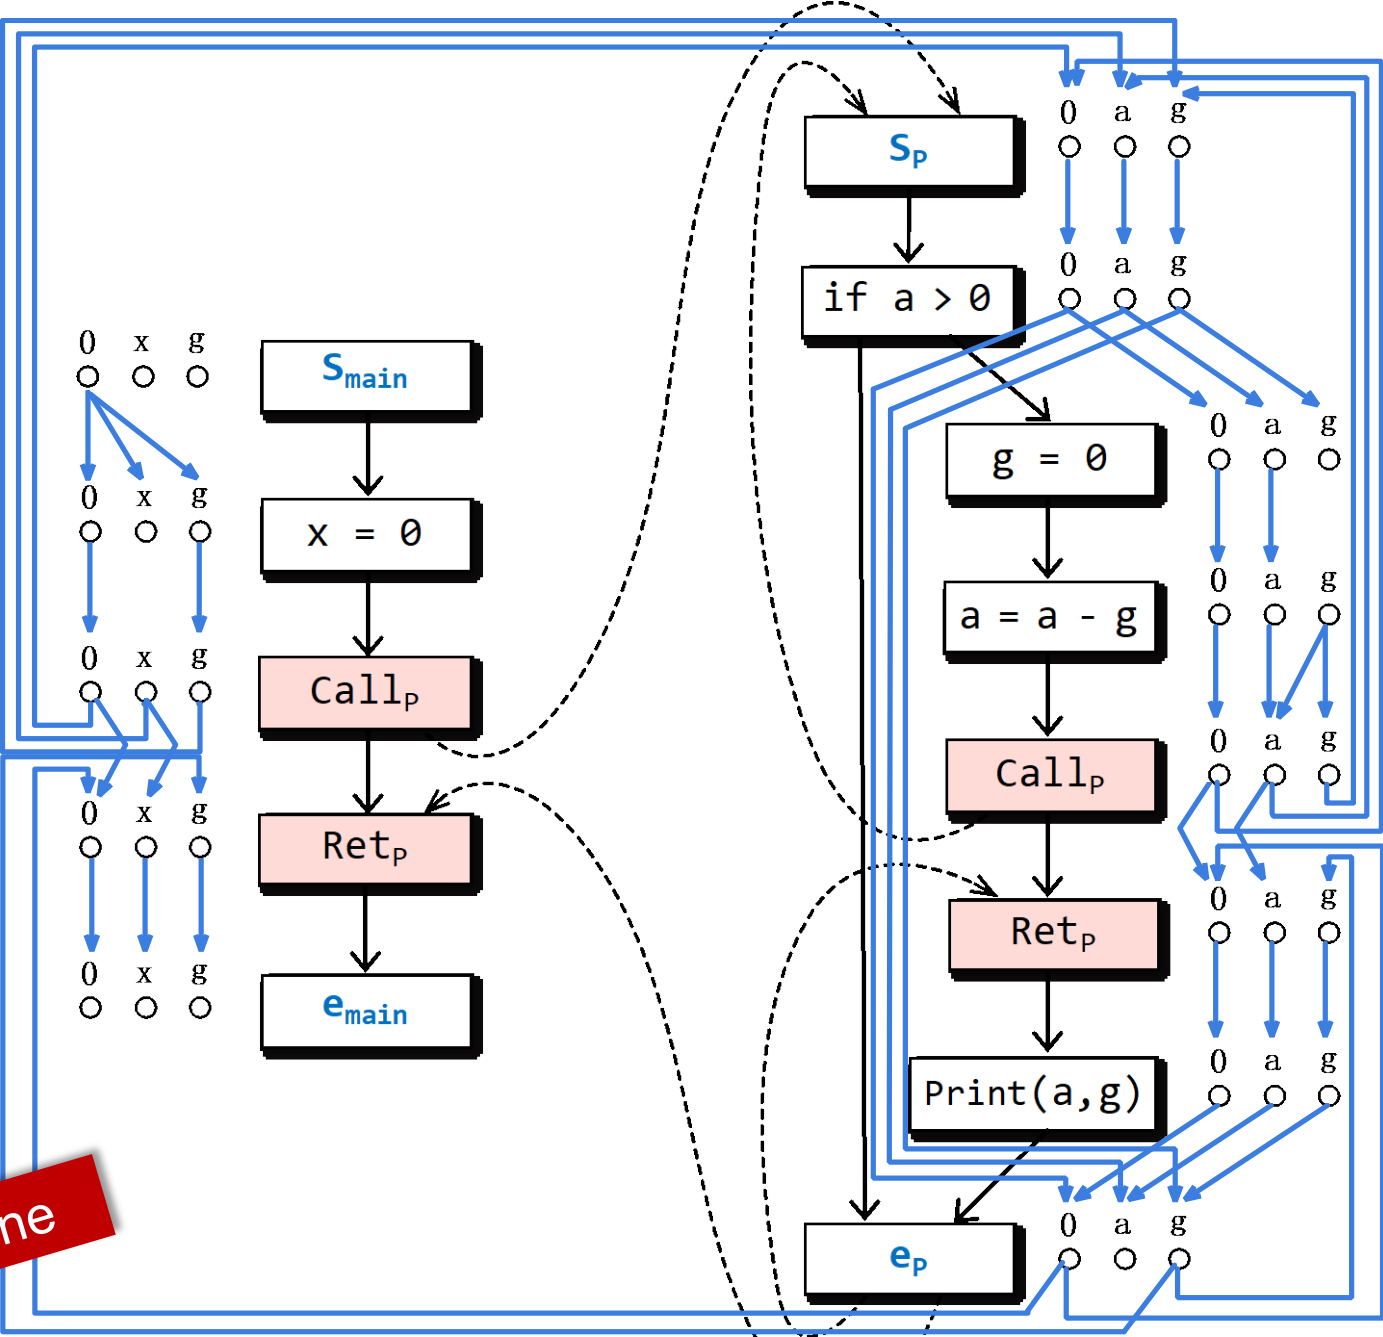 0 a g
S_P
0 a g
if a > 0
0 x g
S_main
0 a g
g = 0
0 x g
x = 0
0 a g
a = a - g
0 x g
Call_P
0 a g
Call_P
0 x g
Ret_P
0 a g
Ret_P
0 x g
e_main
0 a g
Print(a,g)
ne
0 a g
e_P